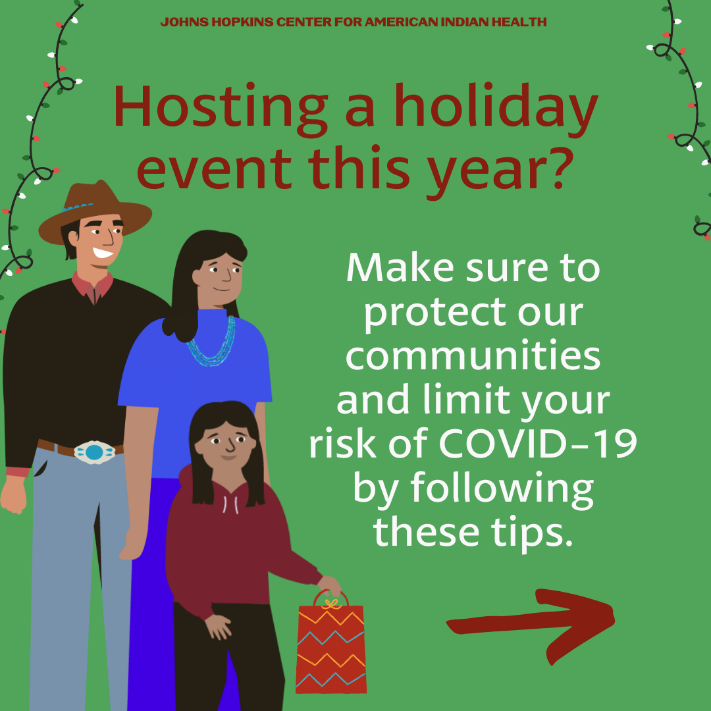 JOHNS HOPKINS CENTER FOR AMERICAN INDIAN HEALTH
Hosting a holiday
event this year?
Make sure to
protect our
communities
and limit your
risk of COVID-19
by following
these tips.